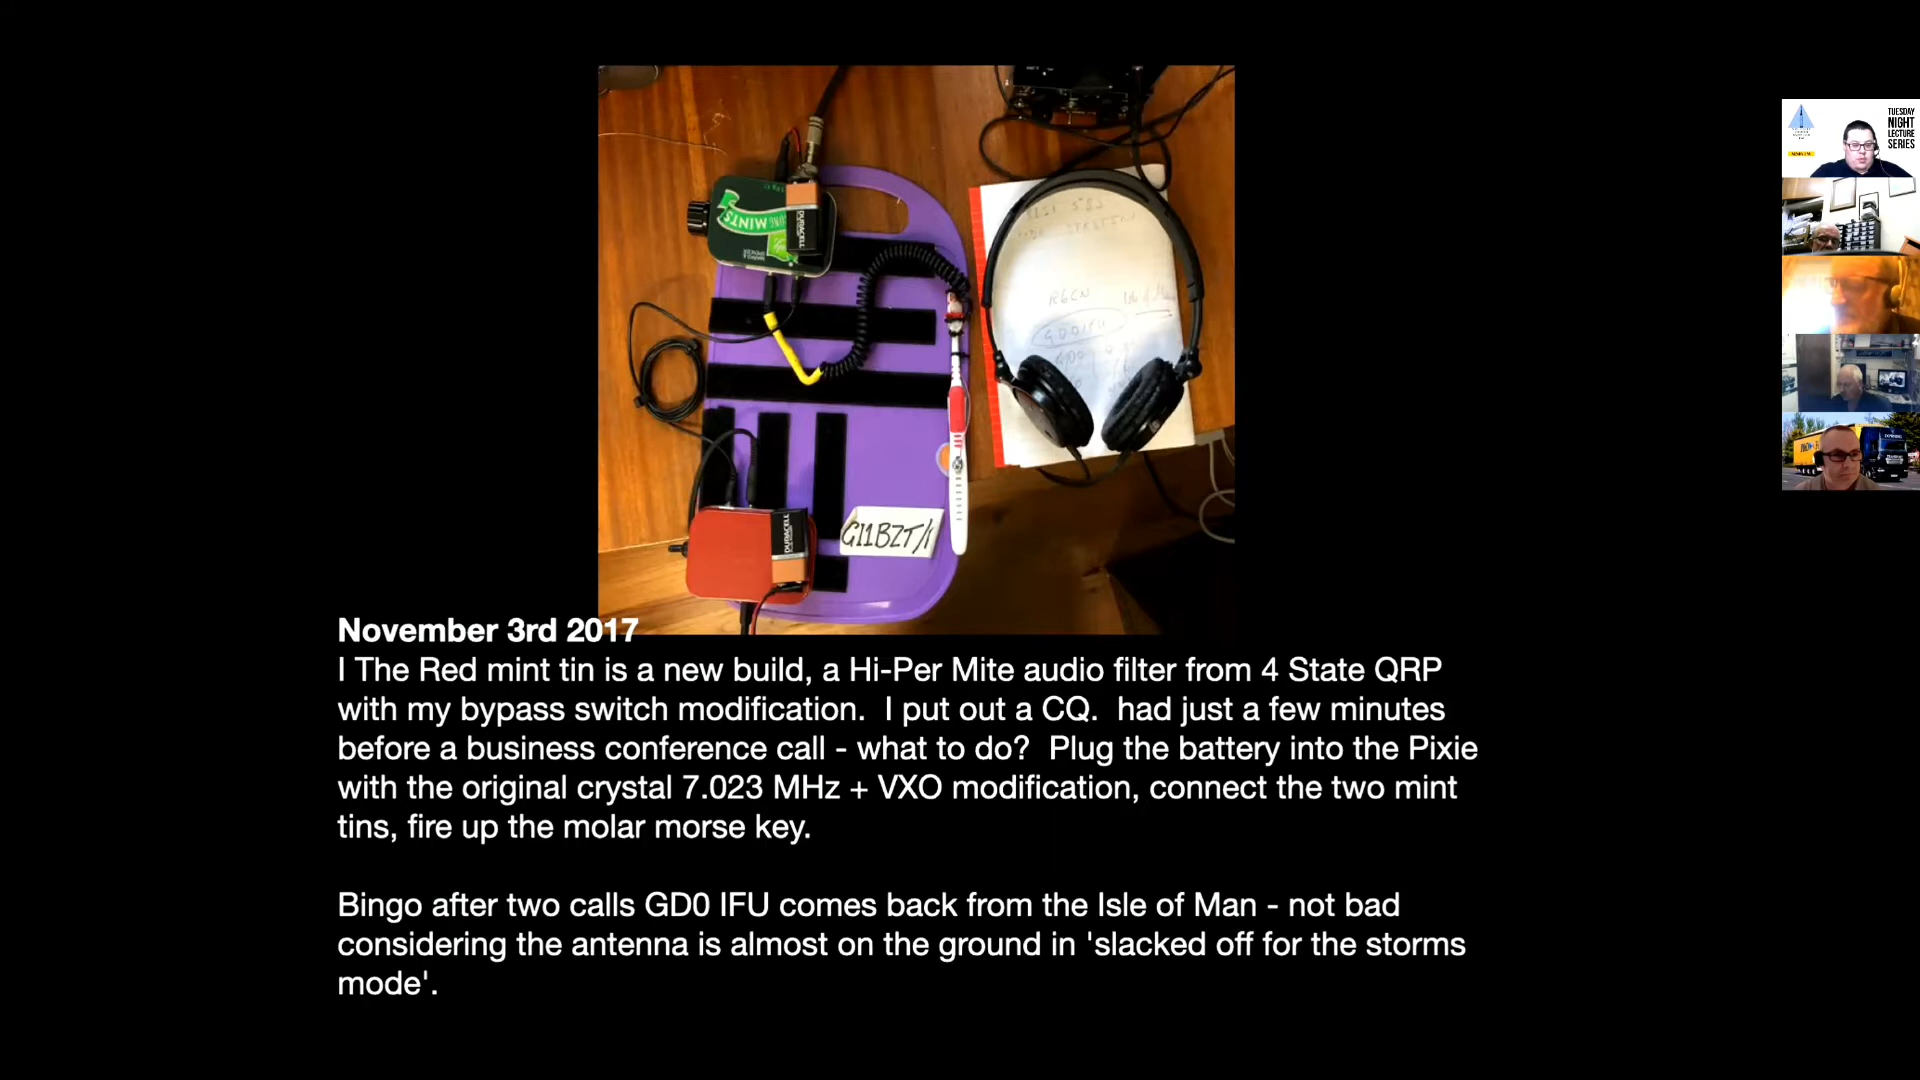 TUESDAY
NIGHT
LECTURE
SERIES
MINTS
DURACELL
DURACELL
November 3rd 2017
I The Red mint tin is a new build, a Hi-Per Mite audio filter from 4 State QRP
with my bypass switch modification.  I put out a CQ.  had just a few minutes
before a business conference call - what to do?  Plug the battery into the Pixie
with the original crystal 7.023 MHz + VXO modification, connect the two mint
tins, fire up the molar morse key.
Bingo after two calls GD0 IFU comes back from the Isle of Man - not bad
considering the antenna is almost on the ground in 'slacked off for the storms
mode'.